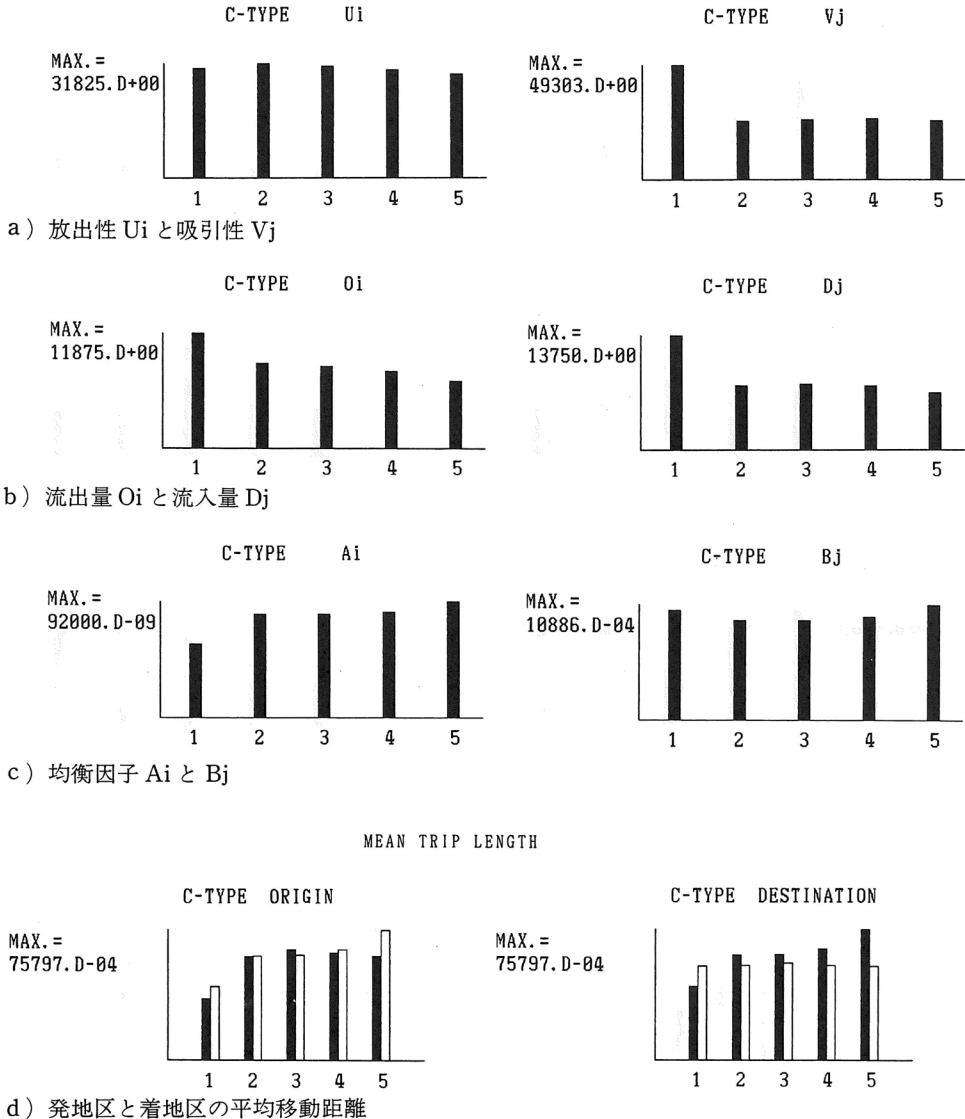 C-TYPE Ui
MAX.=
31825.D+00
1 2 3 4 5
C-TYPE Vj
MAX.=
49303.D+00
1 2 3 4 5
a) 放出性 Ui と吸引性 Vj
C-TYPE Oi
MAX.=
11875.D+00
1 2 3 4 5
C-TYPE Dj
MAX.=
13750.D+00
1 2 3 4 5
b) 流出量 Oi と流入量 Dj
C-TYPE Ai
MAX.=
92000.D-09
1 2 3 4 5
C-TYPE Bj
MAX.=
10886.D-04
1 2 3 4 5
c) 均衡因子 Ai と Bj
MEAN TRIP LENGTH
C-TYPE ORIGIN
MAX.=
75797.D-04
1 2 3 4 5
C-TYPE DESTINATION
MAX.=
75797.D-04
1 2 3 4 5
d) 発地区と着地区の平均移動距離